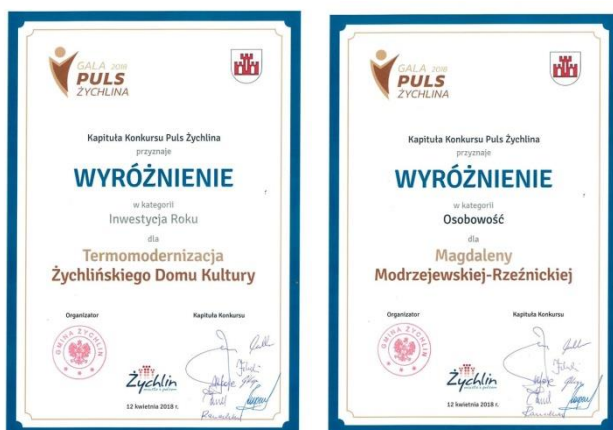 GALA 2018
PULS
ŻYCHLINA
Kapituła Konkursu Puls Żychlina
przyznaje
WYRÓŻNIENIE
w kategorii
Inwestycja Roku
dla
Termomodernizacja
Żychlińskiego Domu Kultury
Organizator
Kapituła Konkursu
GMINA ŻYCHLIN
Żychlin
12 kwietnia 2018 r.
GALA 2018
PULS
ŻYCHLINA
Kapituła Konkursu Puls Żychlina
przyznaje
WYRÓŻNIENIE
w kategorii
Osobowość
dla
Magdaleny
Modrzejewskiej-Rzeźnickiej
Organizator
Kapituła Konkursu
GMINA ŻYCHLIN
Żychlin
12 kwietnia 2018 r.